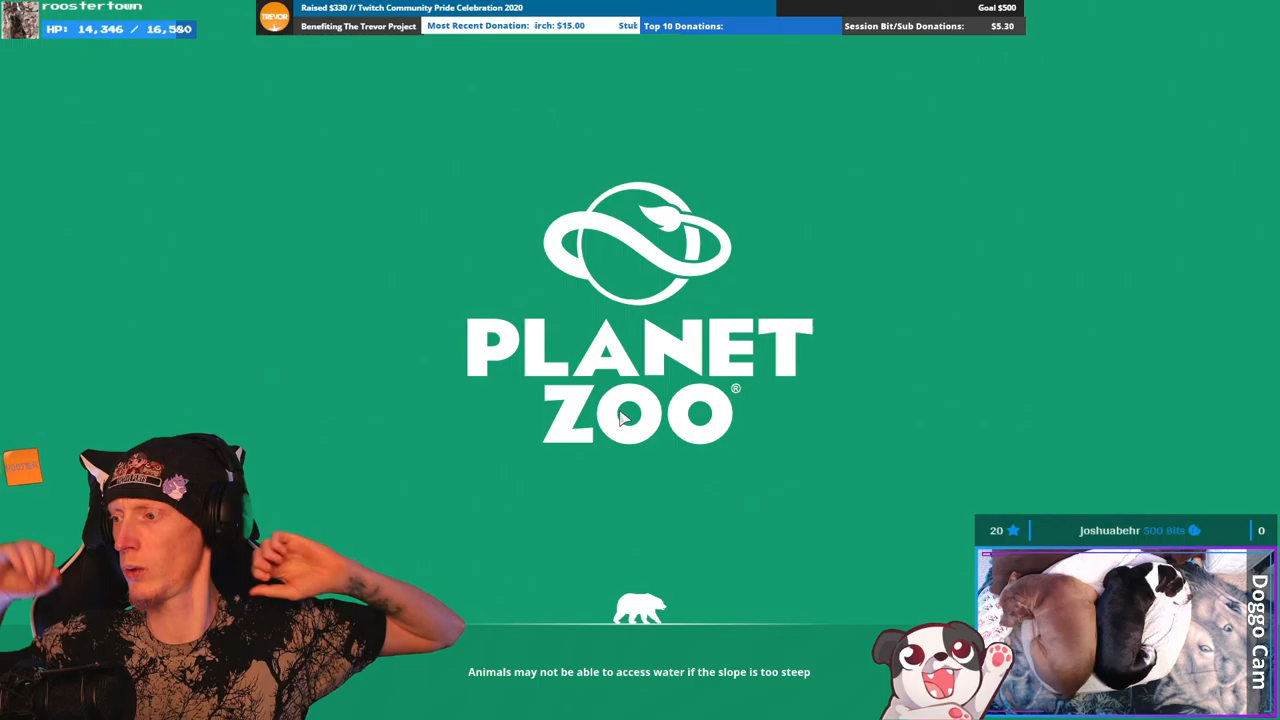 roostertown
HP: 14,346 / 16,580
TREVOR
Raised $330 // Twitch Community Pride Celebration 2020
Goal $500
Benefiting The Trevor Project
Most Recent Donation: irch: $15.00 Stub
Top 10 Donations:
Session Bit/Sub Donations: $5.30
PLANET
ZOO®
20
joshuabehr 500 Bits
0
Doggo Cam
Animals may not be able to access water if the slope is too steep